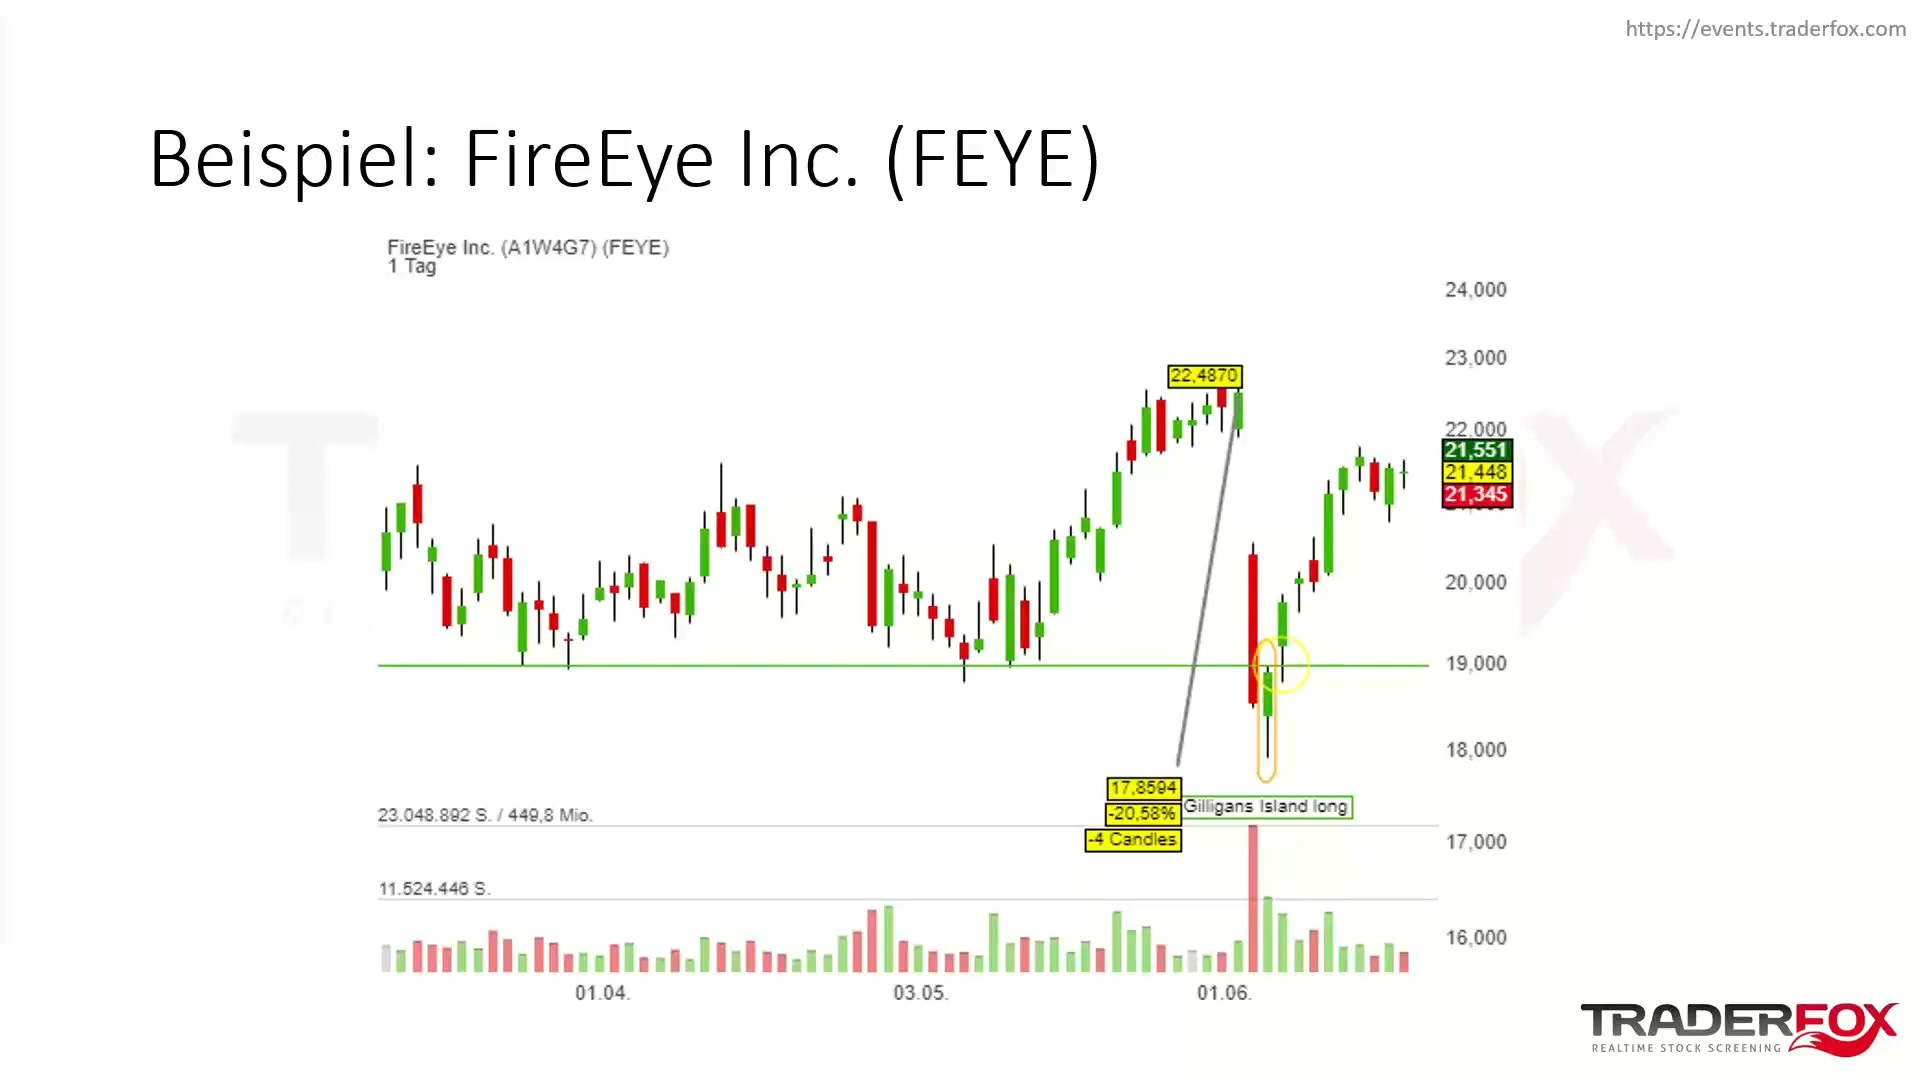 https://events.traderfox.com
Beispiel: FireEye Inc. (FEYE)
FireEye Inc. (A1W4G7) (FEYE)
1 Tag
24,000
23,000
22,4870
22,000
21,551
21,448
21,345
20,000
19,000
18,000
17,8594
-20,58%
Gilligans Island long
-4 Candles
23.048.892 S. / 449,8 Mio.
17,000
11.524.446 S.
16,000
01.04.
03.05.
01.06.
TRADERFOX
REALTIME STOCK SCREENING